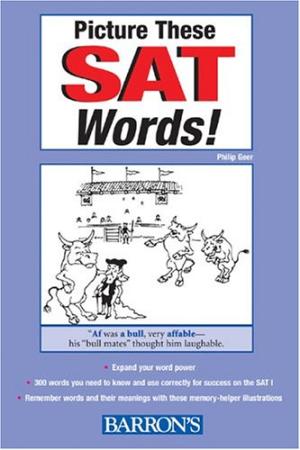 Picture These
SAT
Words!
Philip Geer
"Af was a bull, very affable—
his "bull mates" thought him laughable.
• Expand your word power
• 300 words you need to know and use correctly for success on the SAT I
• Remember words and their meanings with these memory-helper illustrations
BARRON'S